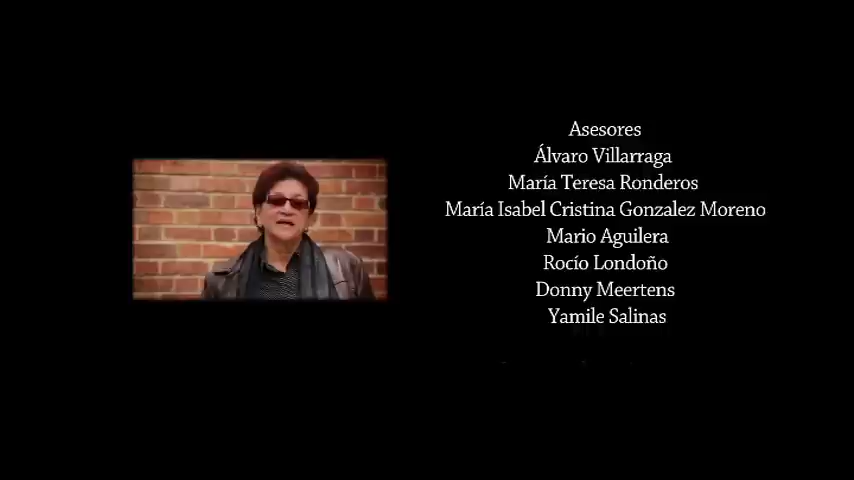 Asesores
Álvaro Villarraga
María Teresa Ronderos
María Isabel Cristina Gonzalez Moreno
Mario Aguilera
Rocío Londoño
Donny Meertens
Yamile Salinas